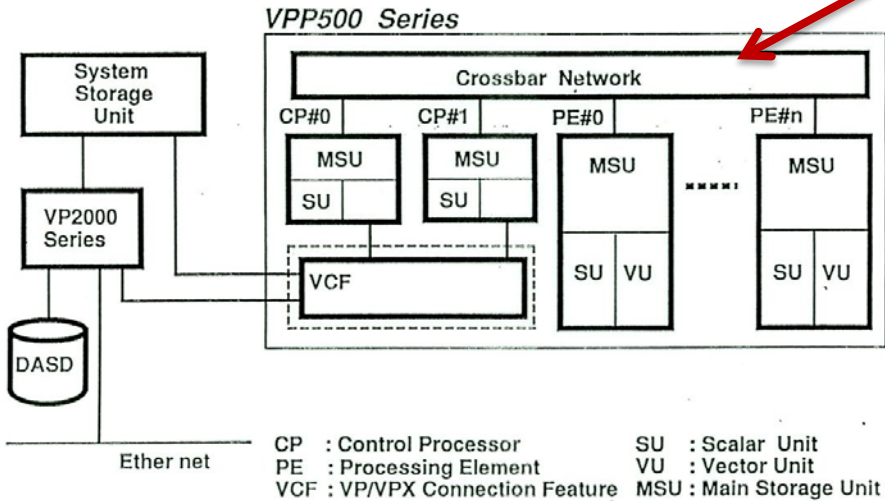 VPP500 Series
System
Storage
Unit
Crossbar Network
CP#0 CP#1 PE#0 PE#n
MSU MSU MSU MSU
SU SU
VP2000
Series
VCF
SU VU SU VU
DASD
Ether net
CP : Control Processor SU : Scalar Unit
PE : Processing Element VU : Vector Unit
VCF : VP/VPX Connection Feature MSU : Main Storage Unit